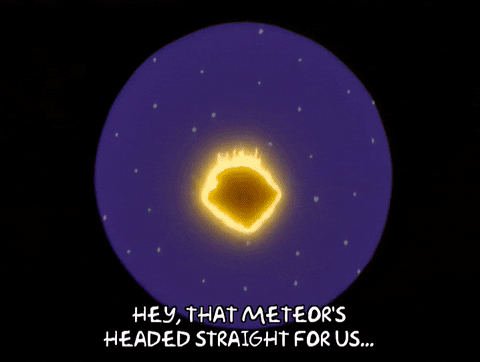 HEY, THAT METEOR'S
HEADED STRAIGHT FOR US...